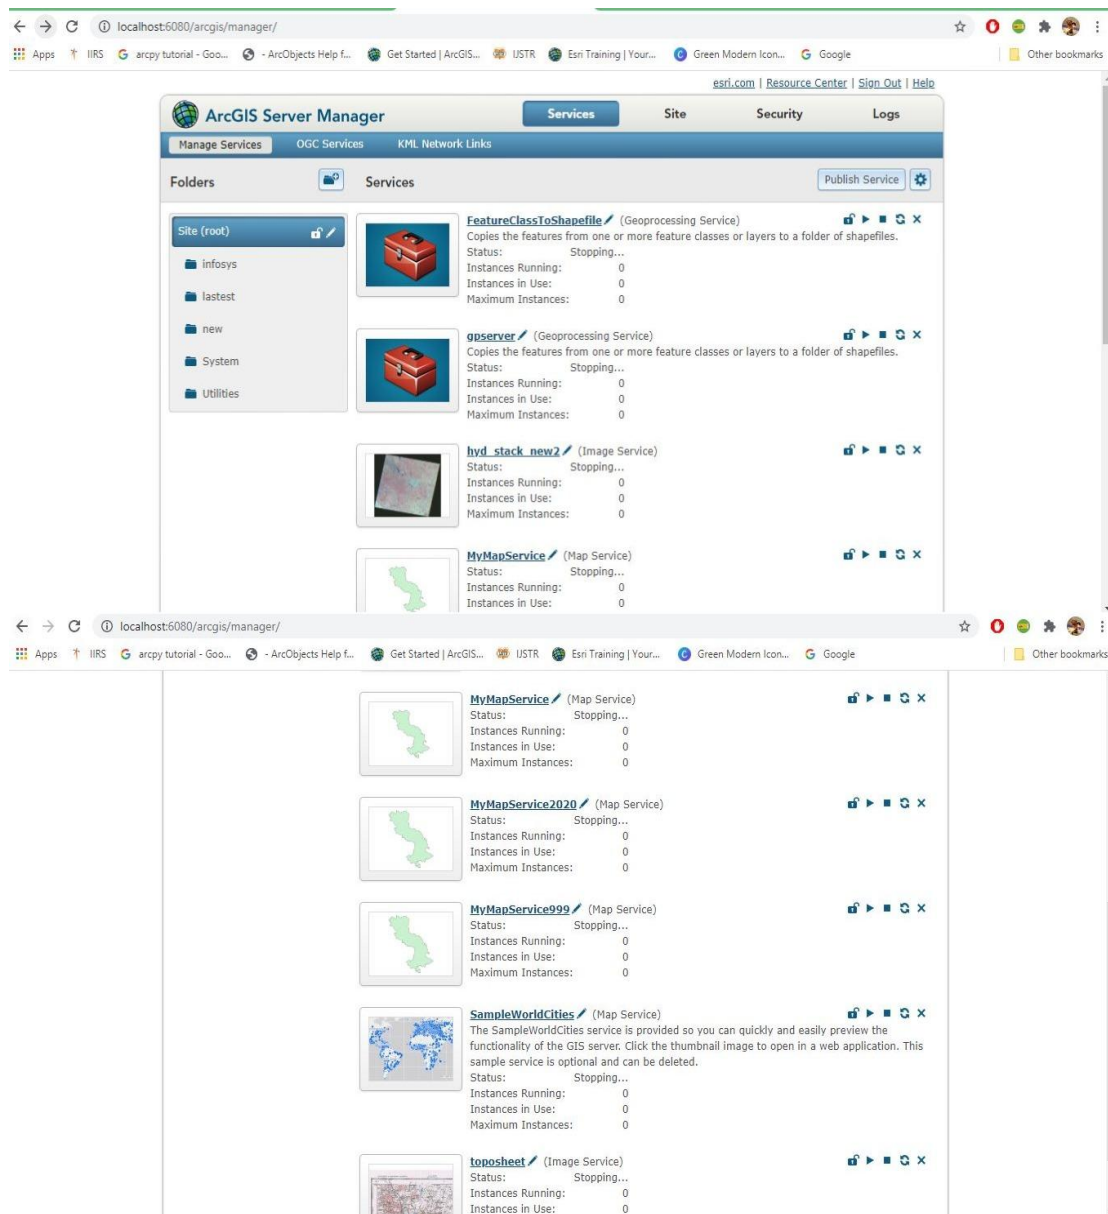 localhost:6080/arcgis/manager/
Apps IIRS arcpy tutorial - Goo... - ArcObjects Help f... Get Started | ArcGIS... IJSTR Esri Training | Your... Green Modern Icon... Google Other bookmarks
esri.com | Resource Center | Sign Out | Help
ArcGIS Server Manager Services Site Security Logs
Manage Services OGC Services KML Network Links
Folders Services Publish Service
Site (root)
infosys
lastest
new
System
Utilities
FeatureClassToShapefile (Geoprocessing Service)
Copies the features from one or more feature classes or layers to a folder of shapefiles.
Status: Stopping...
Instances Running: 0
Instances in Use: 0
Maximum Instances: 0
gpserver (Geoprocessing Service)
Copies the features from one or more feature classes or layers to a folder of shapefiles.
Status: Stopping...
Instances Running: 0
Instances in Use: 0
Maximum Instances: 0
hyd_stack_new2 (Image Service)
Status: Stopping...
Instances Running: 0
Instances in Use: 0
Maximum Instances: 0
MyMapService (Map Service)
Status: Stopping...
Instances Running: 0
Instances in Use: 0
localhost:6080/arcgis/manager/
Apps IIRS arcpy tutorial - Goo... - ArcObjects Help f... Get Started | ArcGIS... IJSTR Esri Training | Your... Green Modern Icon... Google Other bookmarks
MyMapService (Map Service)
Status: Stopping...
Instances Running: 0
Instances in Use: 0
Maximum Instances: 0
MyMapService2020 (Map Service)
Status: Stopping...
Instances Running: 0
Instances in Use: 0
Maximum Instances: 0
MyMapService999 (Map Service)
Status: Stopping...
Instances Running: 0
Instances in Use: 0
Maximum Instances: 0
SampleWorldCities (Map Service)
The SampleWorldCities service is provided so you can quickly and easily preview the
functionality of the GIS server. Click the thumbnail image to open in a web application. This
sample service is optional and can be deleted.
Status: Stopping...
Instances Running: 0
Instances in Use: 0
Maximum Instances: 0
toposheet (Image Service)
Status: Stopping...
Instances Running: 0
Instances in Use: 0